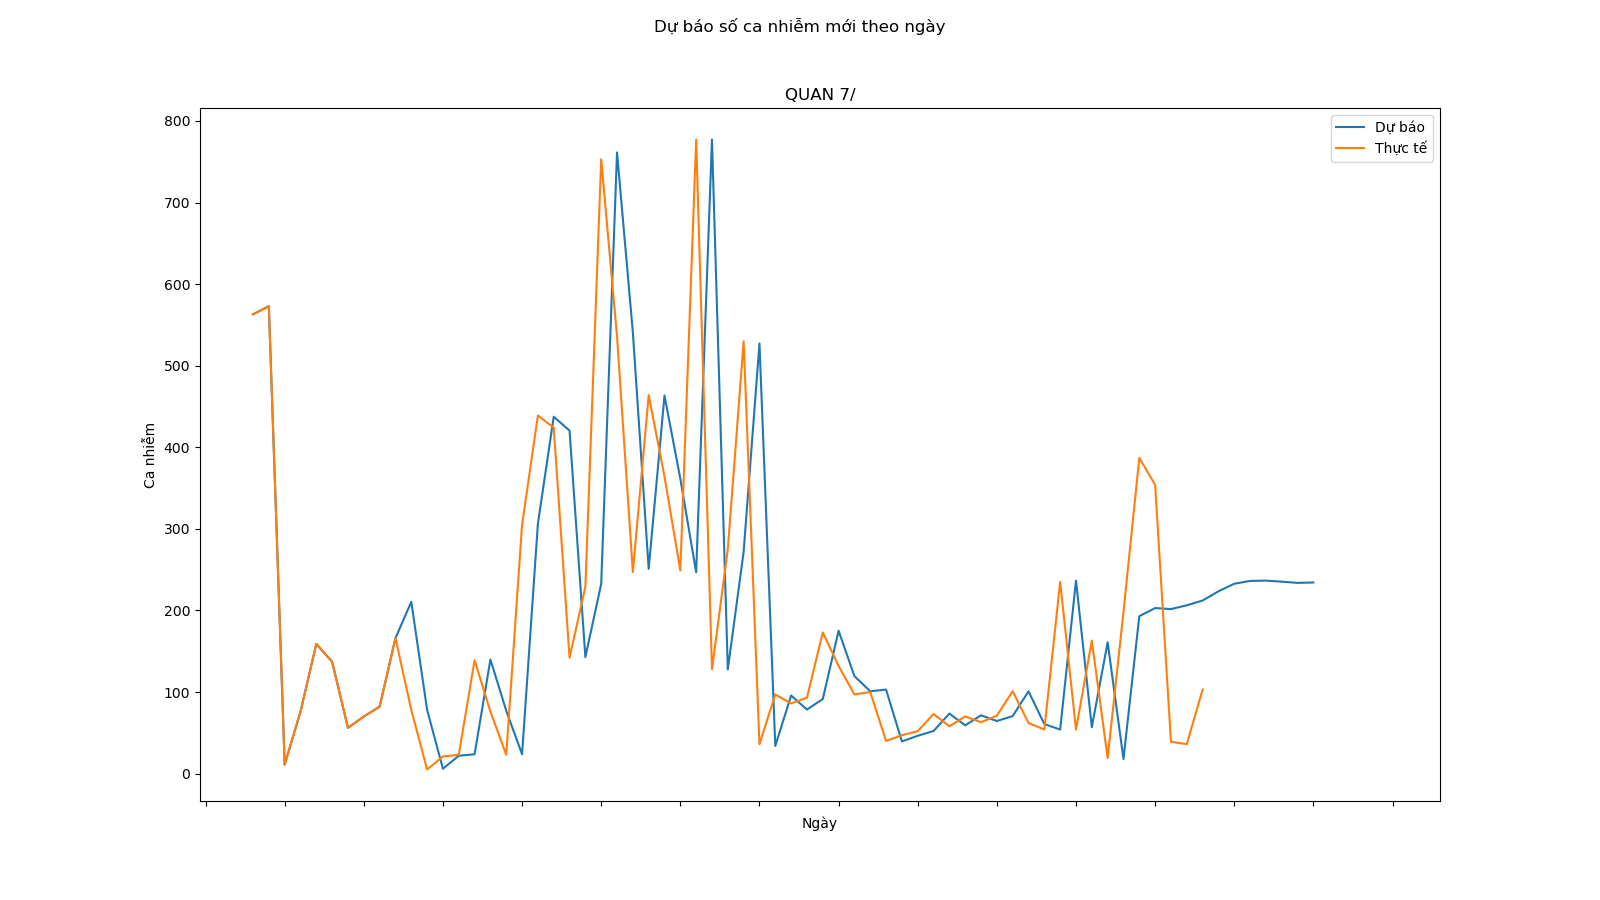 Dự báo số ca nhiễm mới theo ngày
QUAN 7/
800
700
600
500
400
300
200
100
0
Ca nhiễm
Ngày
Dự báo
Thực tế